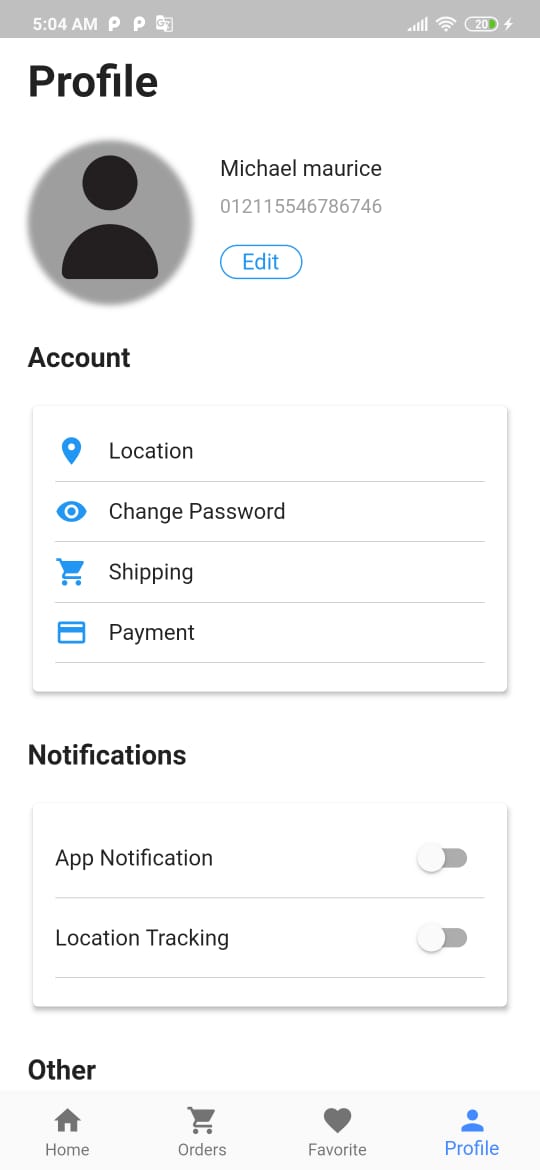 5:04 AM
20
Profile
Michael maurice
012115546786746
Edit
Account
Location
Change Password
Shipping
Payment
Notifications
App Notification
Location Tracking
Other
Home
Orders
Favorite
Profile